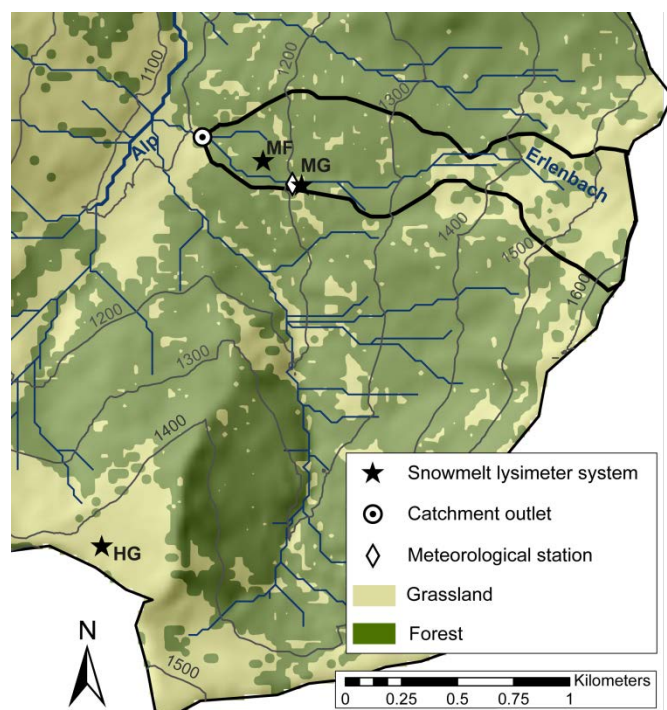 1100
1200
1300
MF
MG
Alp
Erlenbach
1400
1500
1600
1200
1300
1400
HG
1500
N
Snowmelt lysimeter system
Catchment outlet
Meteorological station
Grassland
Forest
Kilometers
0 0.25 0.5 0.75 1